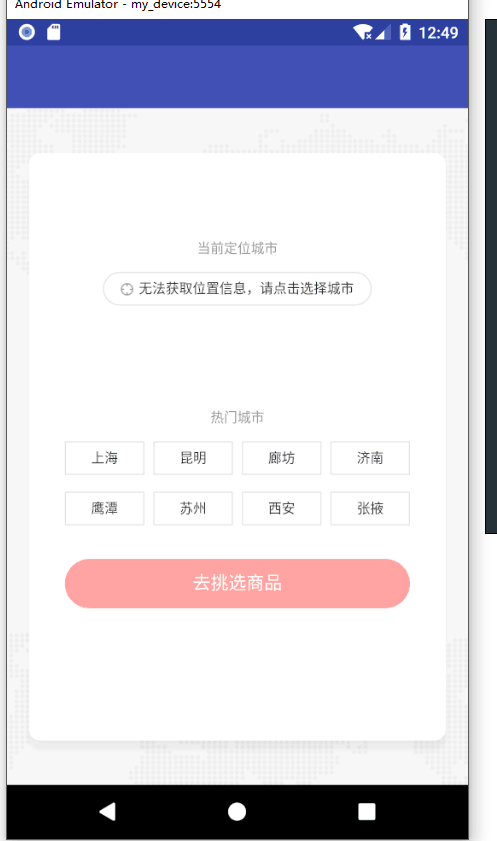 Android Emulator - my_device:5554
12:49
当前定位城市
无法获取位置信息，请点击选择城市
热门城市
上海 昆明 廊坊 济南
鹰潭 苏州 西安 张掖
去挑选商品